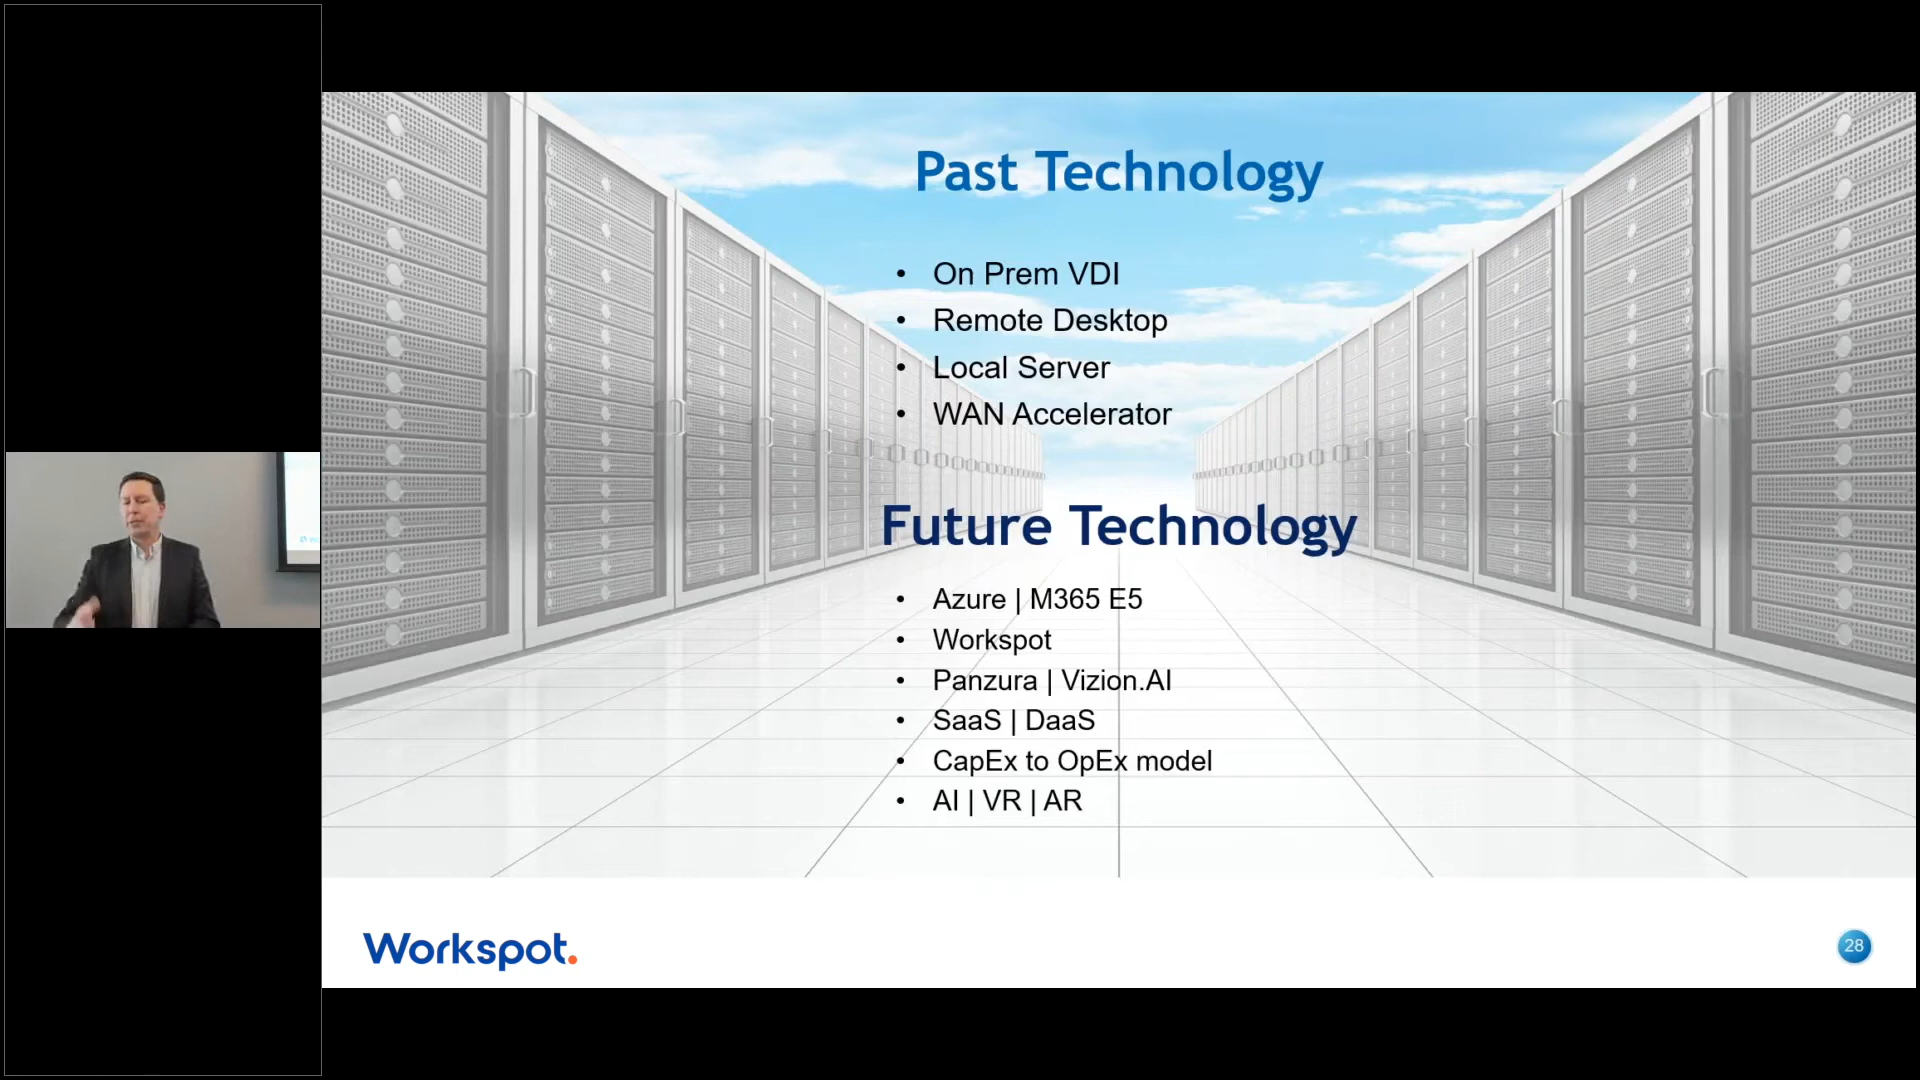 Past Technology
• On Prem VDI
• Remote Desktop
• Local Server
• WAN Accelerator
Future Technology
• Azure | M365 E5
• Workspot
• Panzura | Vizion.AI
• SaaS | DaaS
• CapEx to OpEx model
• AI | VR | AR
Workspot.
28